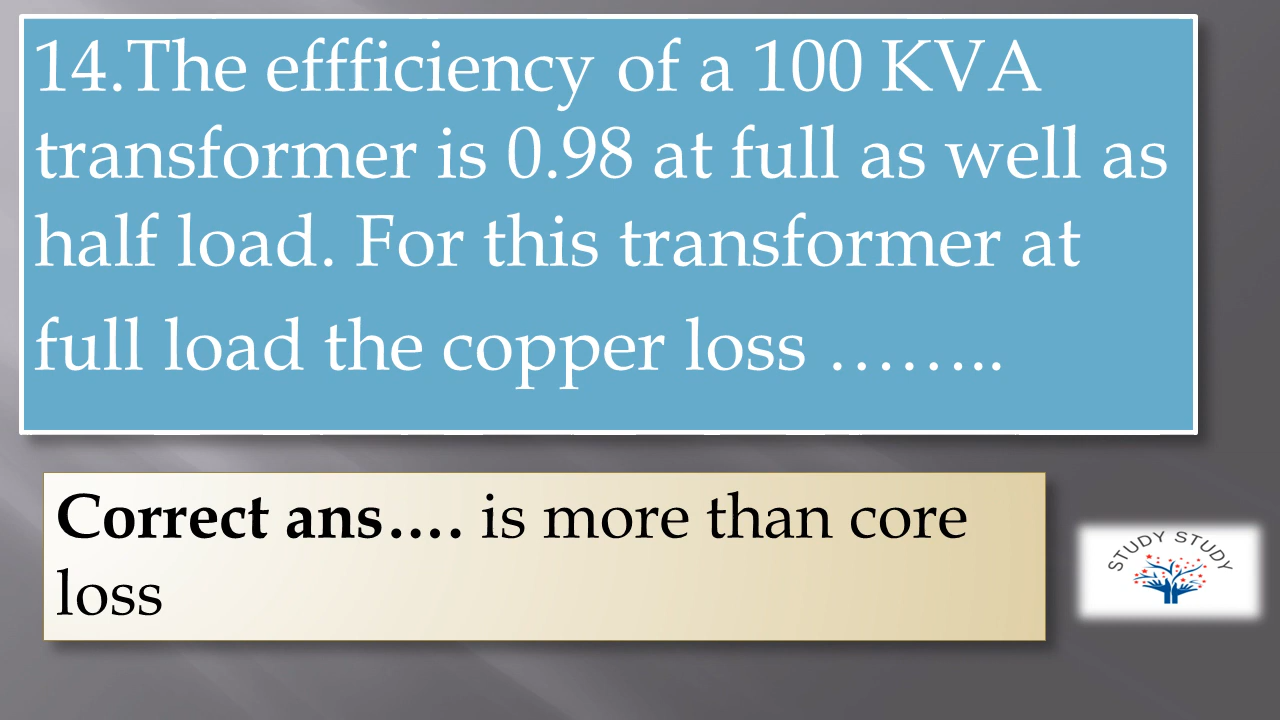 14.The effficiency of a 100 KVA
transformer is 0.98 at full as well as
half load. For this transformer at
full load the copper loss ……..
Correct ans…. is more than core
loss
STUDY STUDY